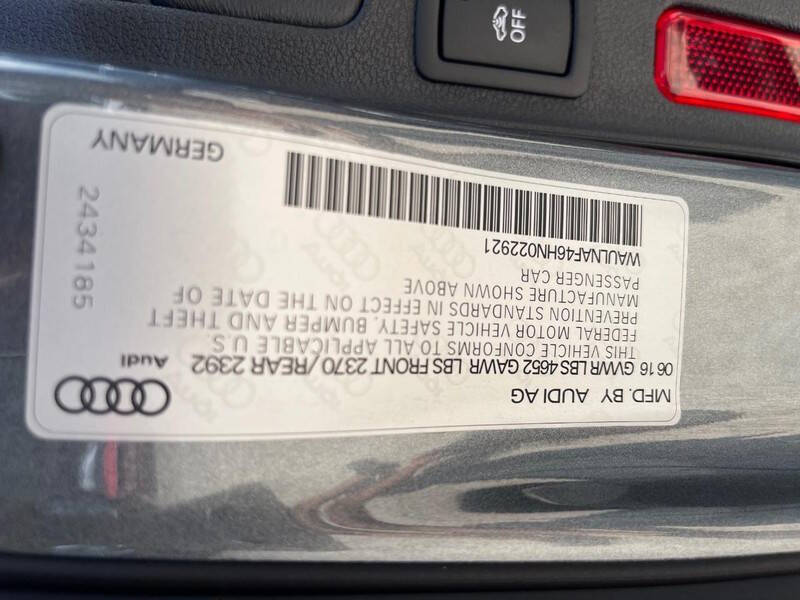 MFD. BY AUDI AG
06 16 GVWR LBS 4652 GAWR LBS FRONT 2370/REAR 2392
THIS VEHICLE CONFORMS TO ALL APPLICABLE U.S.
FEDERAL MOTOR VEHICLE SAFETY, BUMPER AND THEFT
PREVENTION STANDARDS IN EFFECT ON THE DATE OF
MANUFACTURE SHOWN ABOVE
PASSENGER CAR
WAULNAF46HN022921
Audi
2434185
GERMANY
OFF